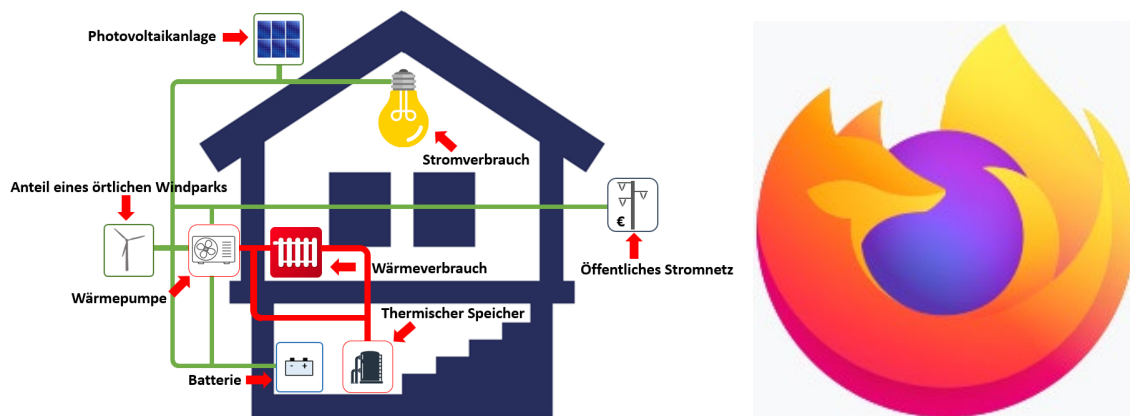 Photovoltaikanlage
Stromverbrauch
Anteil eines örtlichen Windparks
€
Wärmepumpe
Wärmeverbrauch
Öffentliches Stromnetz
Thermischer Speicher
Batterie